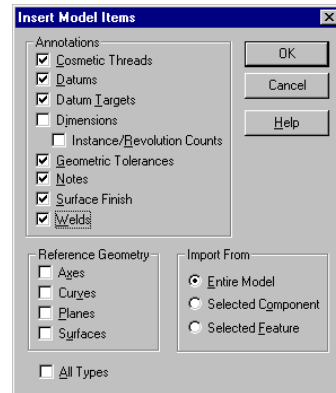 Insert Model Items
Annotations
Cosmetic Threads
Datums
Datum Targets
Dimensions
Instance/Revolution Counts
Geometric Tolerances
Notes
Surface Finish
Welds
OK
Cancel
Help
Reference Geometry
Axes
Curves
Planes
Surfaces
Import From
Entire Model
Selected Component
Selected Feature
All Types